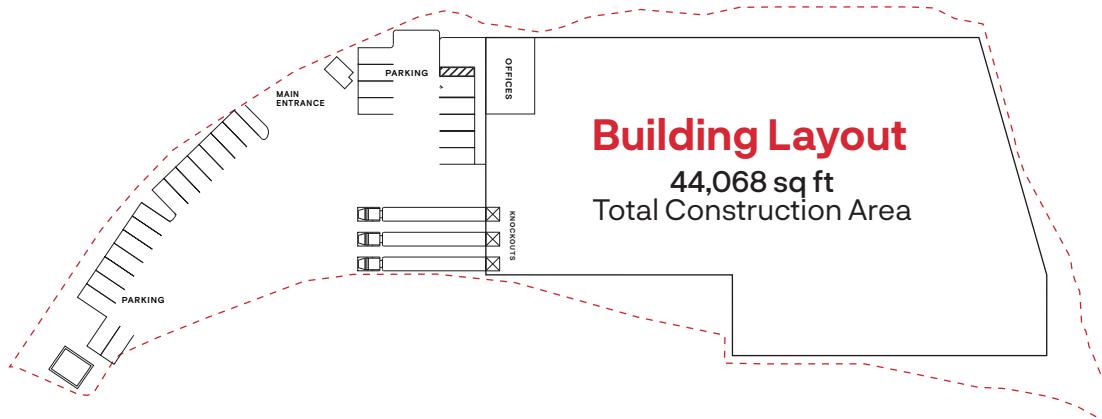 PARKING
MAIN
ENTRANCE
OFFICES
Building Layout
44,068 sq ft
Total Construction Area
KNOCKOUTS
PARKING